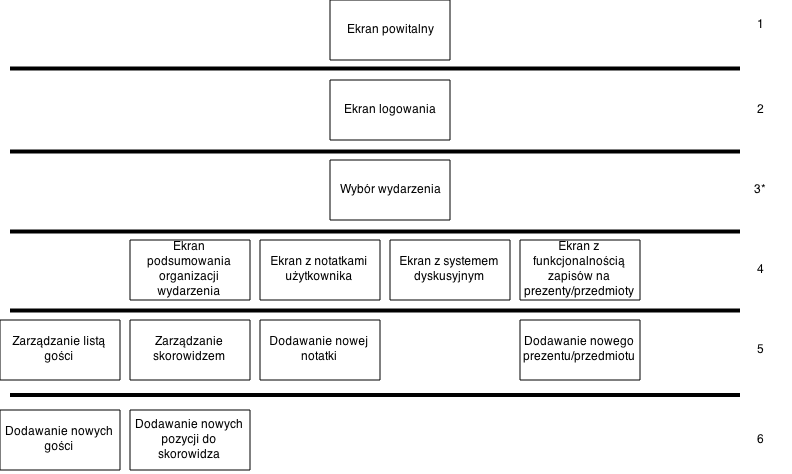 Ekran powitalny
1
Ekran logowania
2
Wybór wydarzenia
3*
Ekran
podsumowania
organizacji
wydarzenia
Ekran z notatkami
użytkownika
Ekran z systemem
dyskusyjnym
Ekran z
funkcjonalnością
zapisów na
prezenty/przedmioty
4
Zarządzanie listą
gości
Zarządzanie
skorowidzem
Dodawanie nowej
notatki
Dodawanie nowego
prezentu/przedmiotu
5
Dodawanie nowych
gości
Dodawanie nowych
pozycji do
skorowidza
6